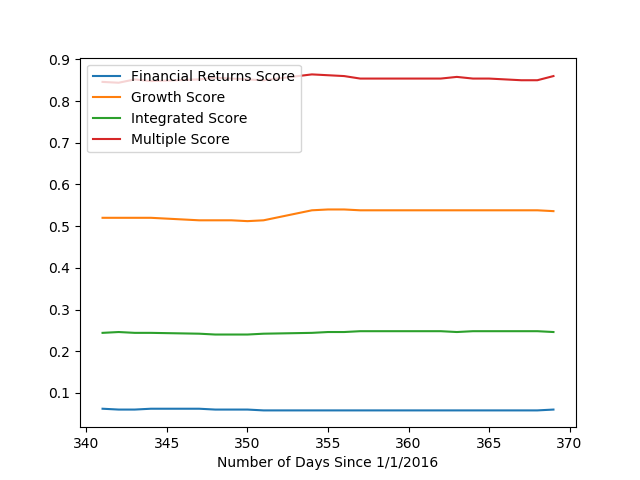 0.9
0.8
0.7
0.6
0.5
0.4
0.3
0.2
0.1
Financial Returns Score
Growth Score
Integrated Score
Multiple Score
340 345 350 355 360 365 370
Number of Days Since 1/1/2016